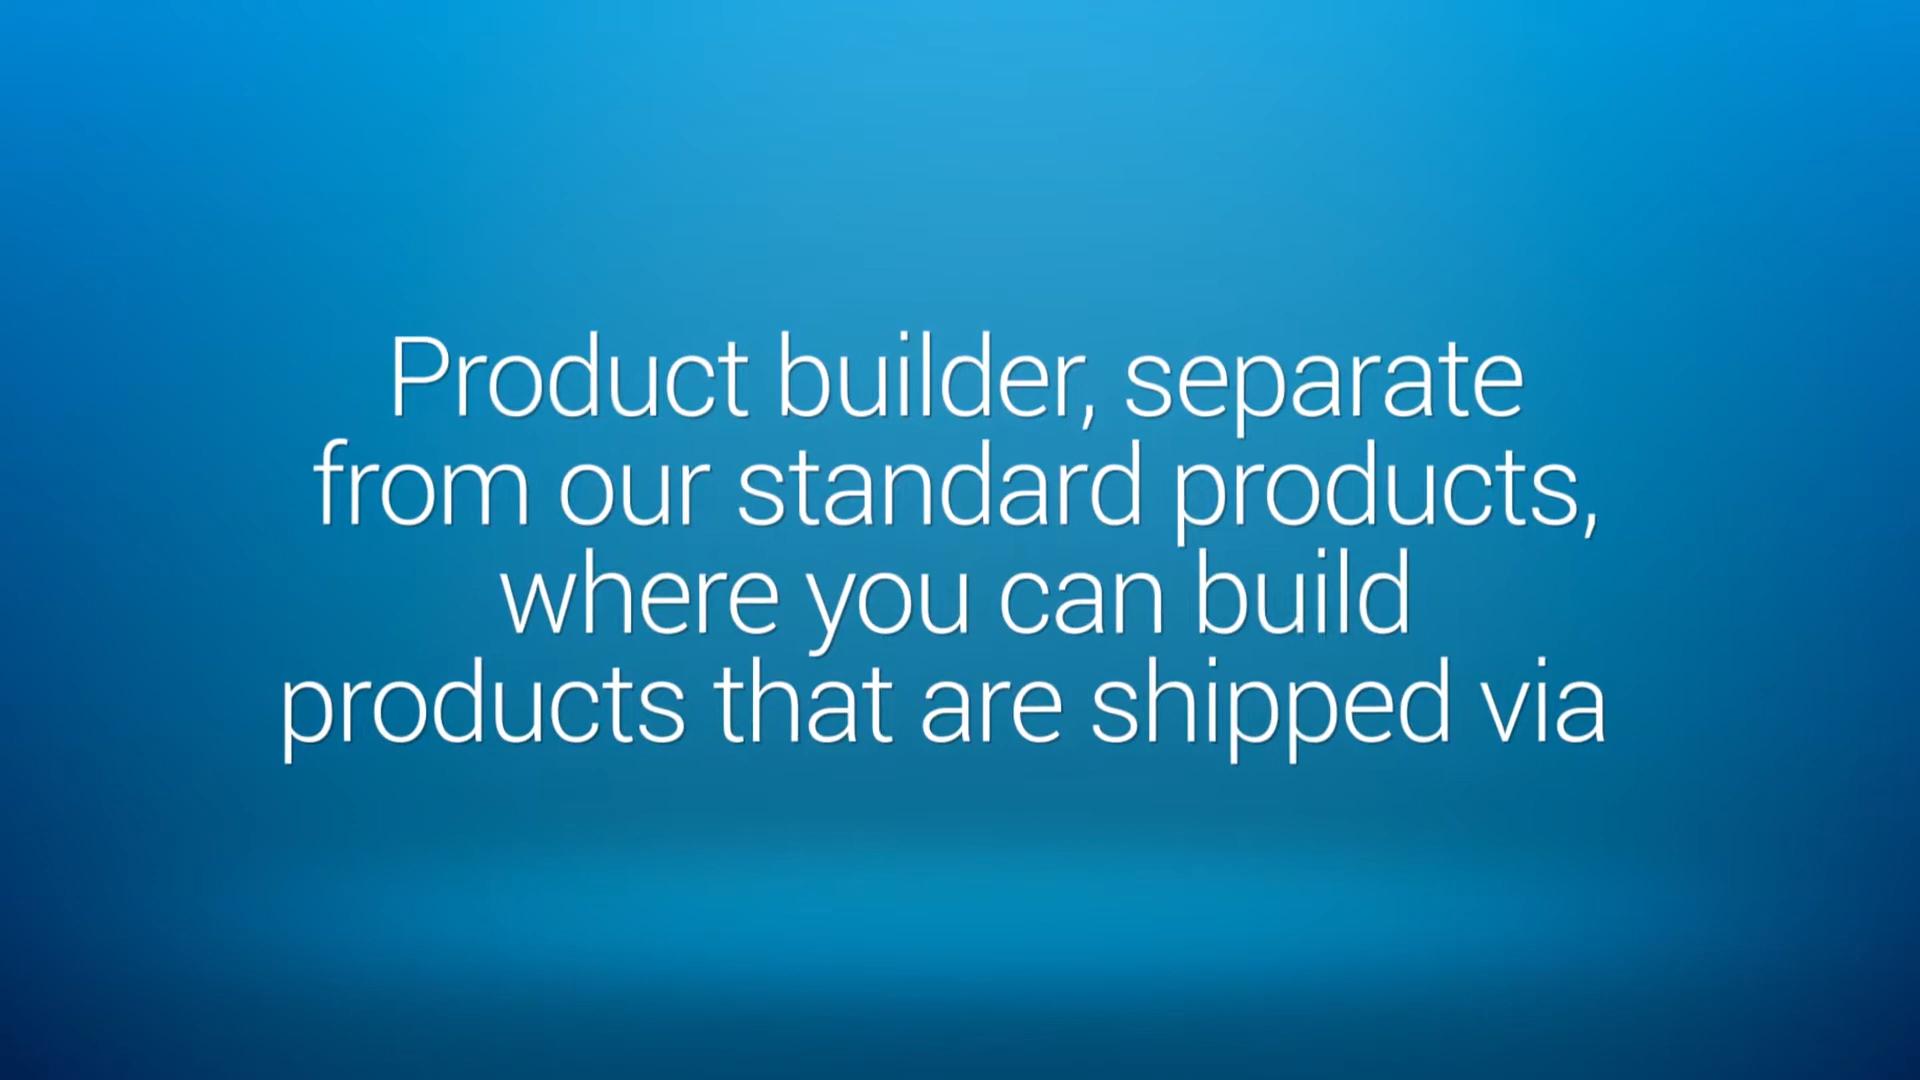 Product builder, separate
from our standard products,
where you can build
products that are shipped via